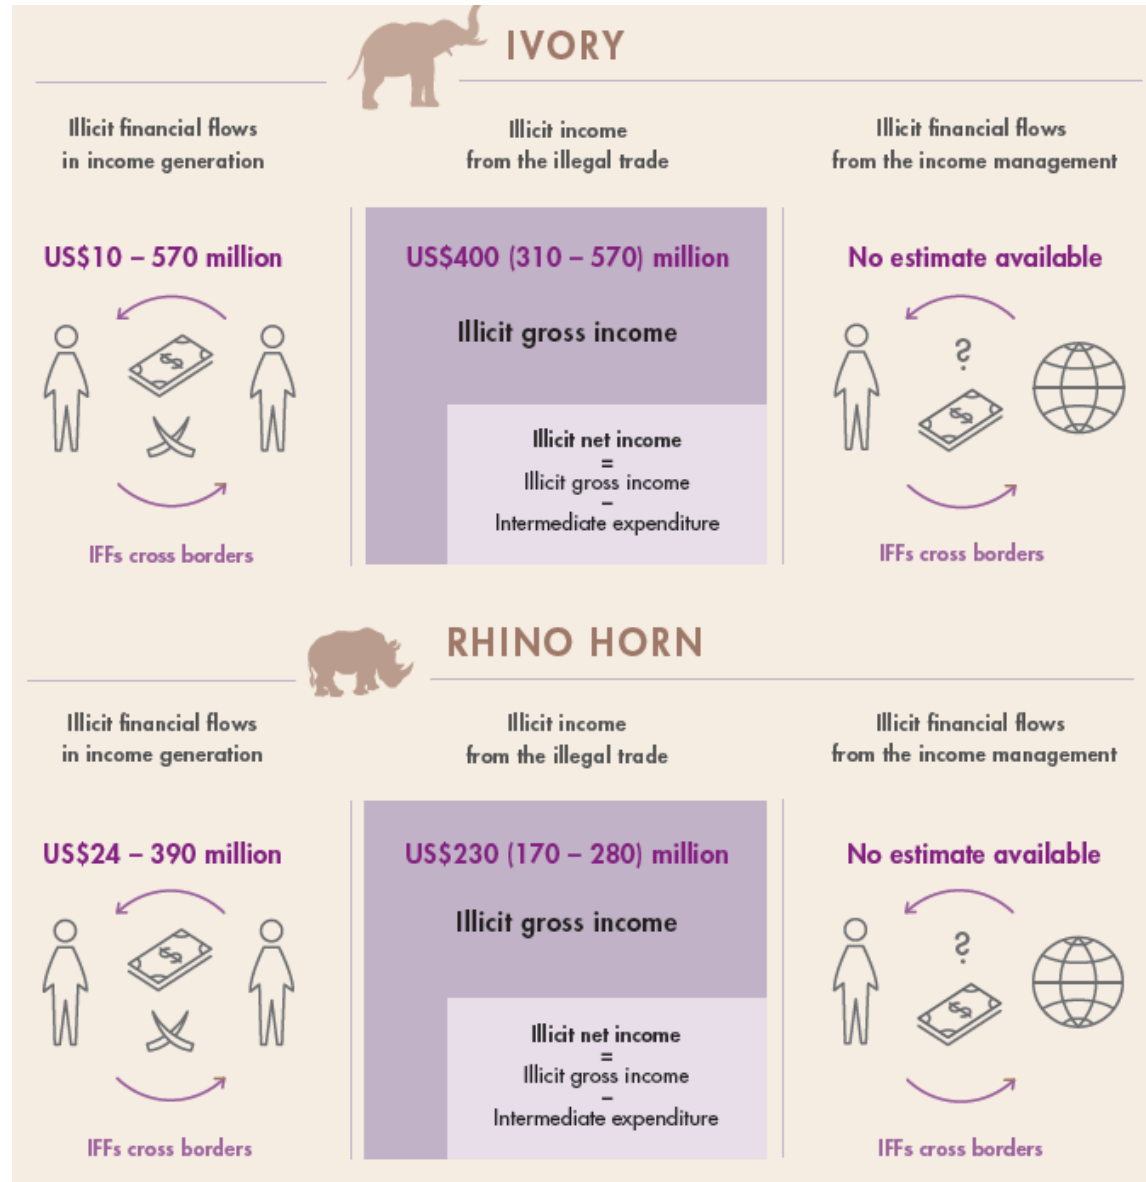 IVORY
Illicit financial flows
in income generation
Illicit income
from the illegal trade
Illicit financial flows
from the income management
US$10 – 570 million
US$400 (310 – 570) million
No estimate available
Illicit gross income
$
?
$
Illicit net income
=
Illicit gross income
–
Intermediate expenditure
IFFs cross borders
IFFs cross borders
RHINO HORN
Illicit financial flows
in income generation
Illicit income
from the illegal trade
Illicit financial flows
from the income management
US$24 – 390 million
US$230 (170 – 280) million
No estimate available
Illicit gross income
$
?
$
Illicit net income
=
Illicit gross income
–
Intermediate expenditure
IFFs cross borders
IFFs cross borders